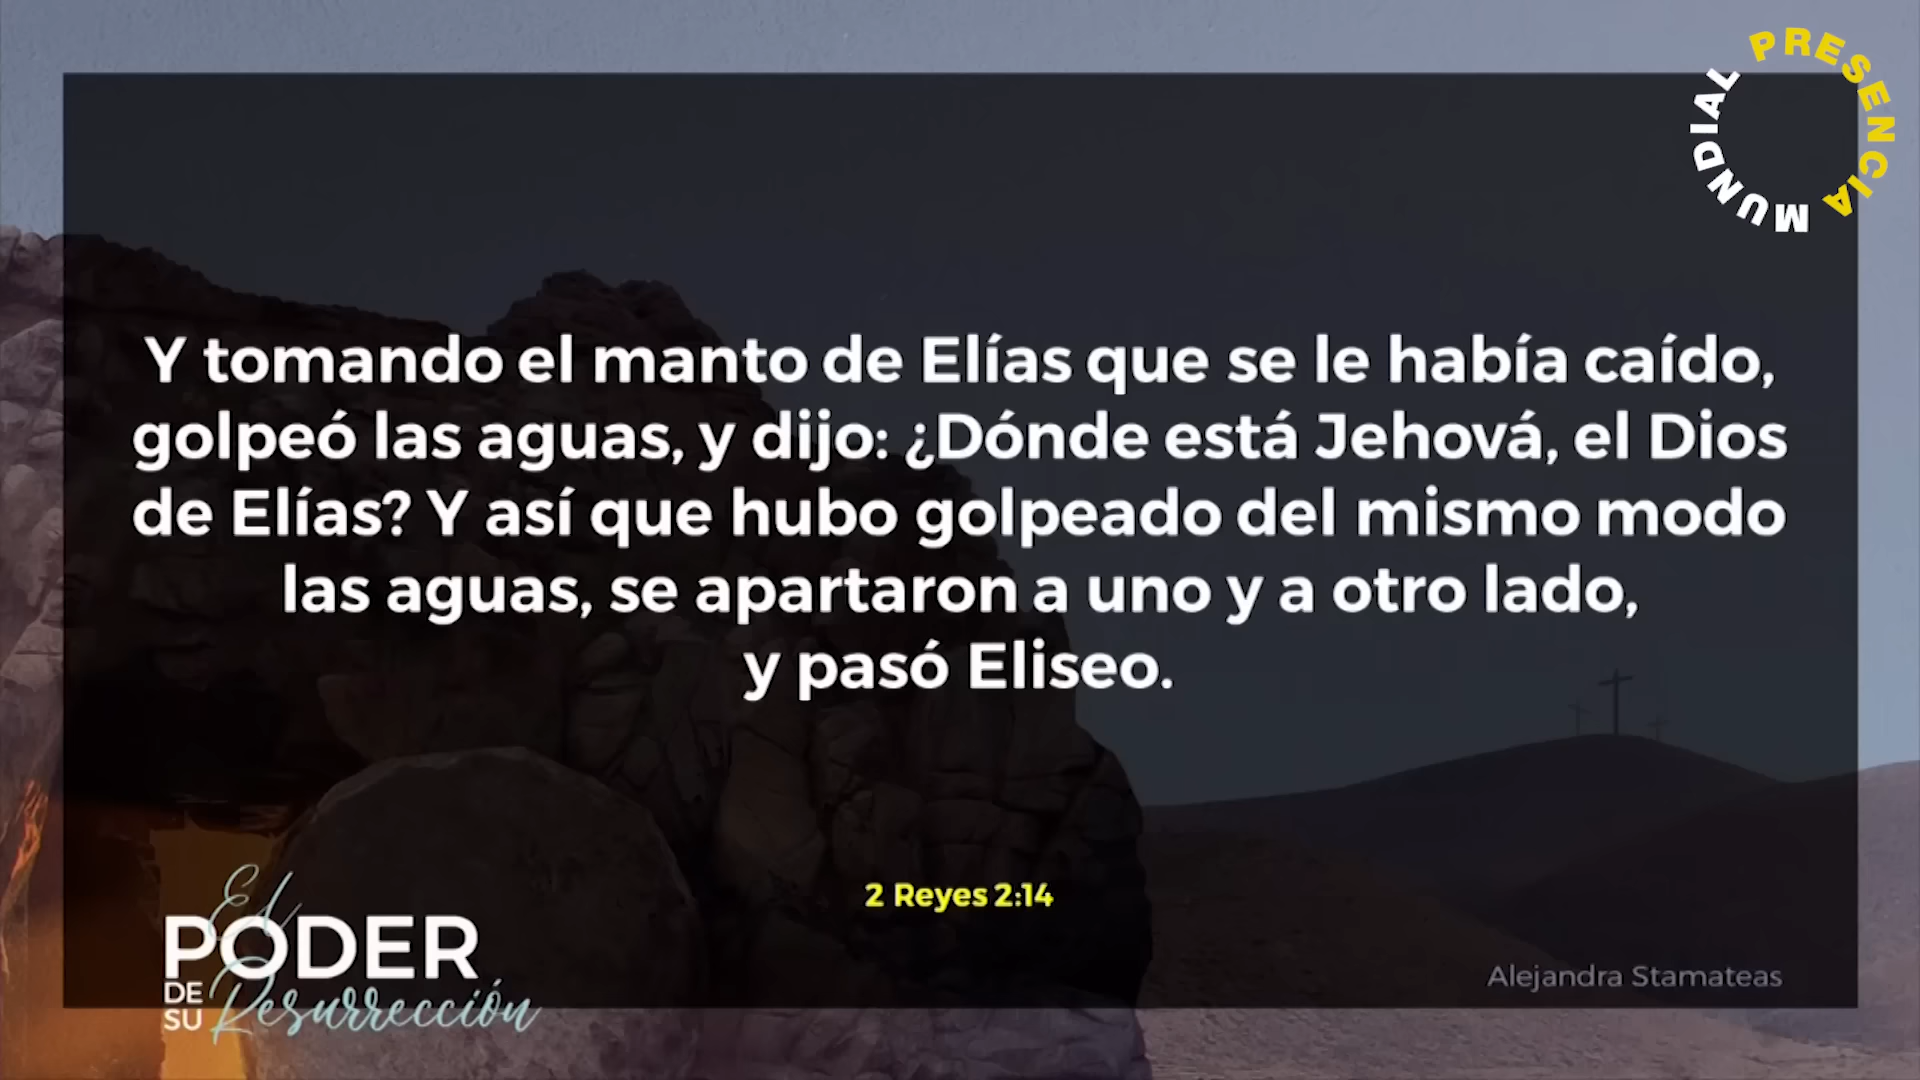 PRESENCIA
MUNDIAL
Y tomando el manto de Elías que se le había caído,
golpeó las aguas, y dijo: ¿Dónde está Jehová, el Dios
de Elías? Y así que hubo golpeado del mismo modo
las aguas, se apartaron a uno y a otro lado,
y pasó Eliseo.
2 Reyes 2:14
El
PODER
DE
SU Resurrección
Alejandra Stamateas